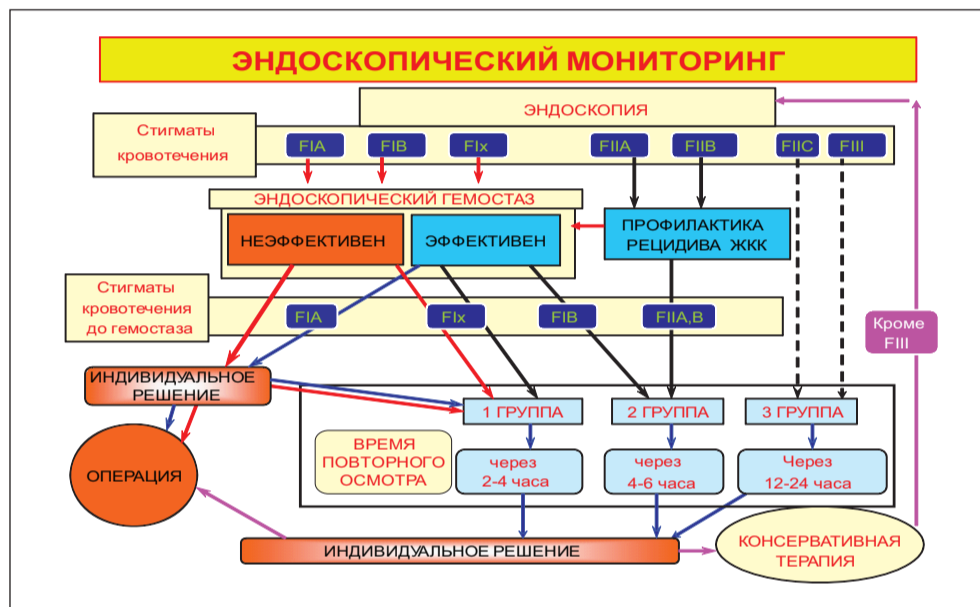 ЭНДОСКОПИЧЕСКИЙ МОНИТОРИНГ
ЭНДОСКОПИЯ
Стигматы
кровотечения
FIA
FIB
FIx
FIIA
FIIB
FIIC
FIII
ЭНДОСКОПИЧЕСКИЙ ГЕМОСТАЗ
НЕЭФФЕКТИВЕН
ЭФФЕКТИВЕН
ПРОФИЛАКТИКА
РЕЦИДИВА ЖКК
Стигматы
кровотечения
до гемостаза
FIA
FIx
FIB
FIIA,B
Кроме
FIII
ИНДИВИДУАЛЬНОЕ
РЕШЕНИЕ
1 ГРУППА
2 ГРУППА
3 ГРУППА
ВРЕМЯ
ПОВТОРНОГО
ОСМОТРА
через
2-4 часа
через
4-6 часа
Через
12-24 часа
ОПЕРАЦИЯ
ИНДИВИДУАЛЬНОЕ РЕШЕНИЕ
КОНСЕРВАТИВНАЯ
ТЕРАПИЯ